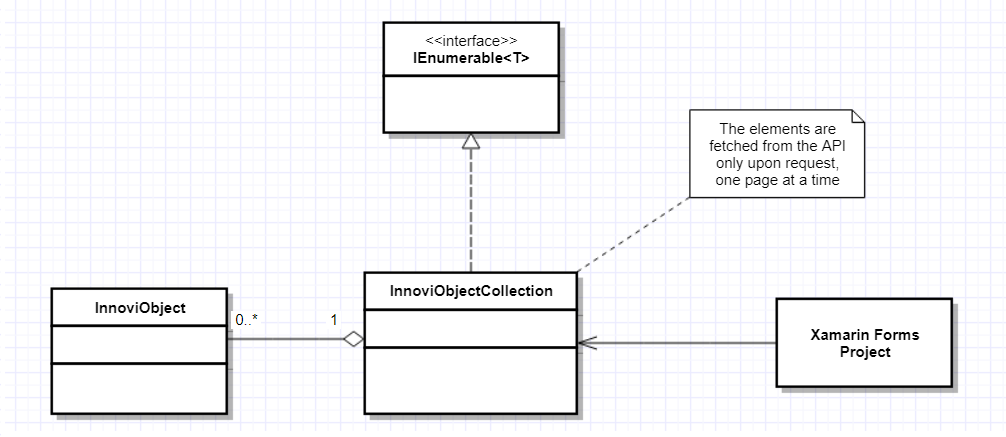 <<interface>>
IEnumerable<T>
The elements are
fetched from the API
only upon request,
one page at a time
InnoviObject
0..*
1
InnoviObjectCollection
Xamarin Forms
Project